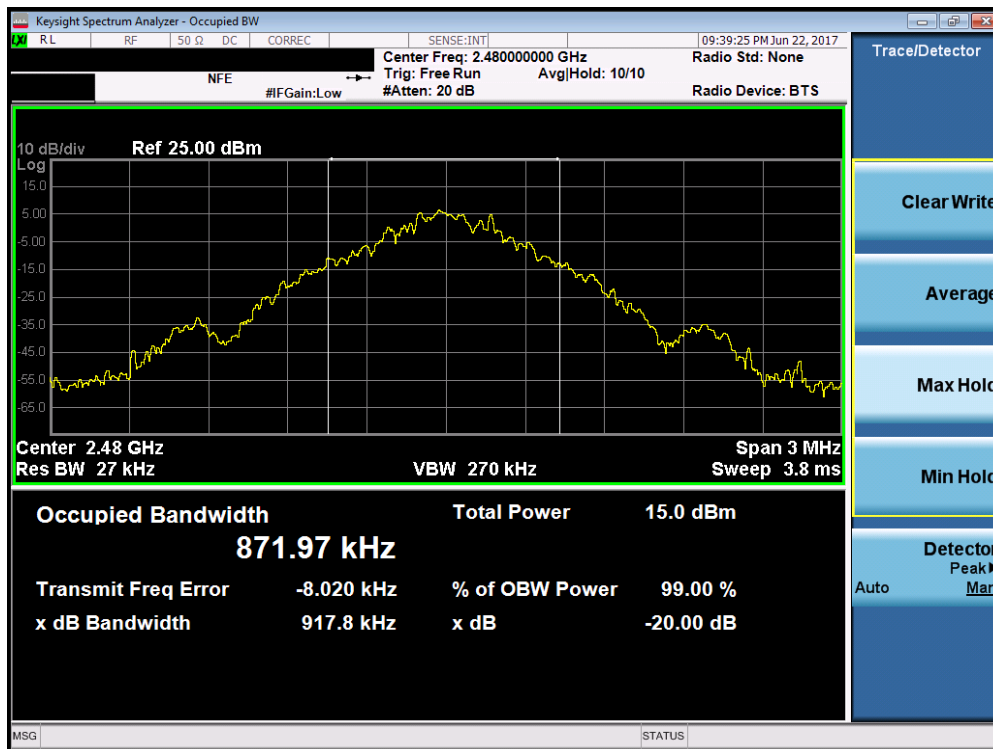 Keysight Spectrum Analyzer - Occupied BW
LXI RL RF 50 Ω DC CORREC SENSE:INT 09:39:25 PM Jun 22, 2017
Center Freq: 2.480000000 GHz Radio Std: None
NFE Trig: Free Run Avg|Hold: 10/10
#IFGain:Low #Atten: 20 dB Radio Device: BTS
Trace/Detector
10 dB/div Ref 25.00 dBm
Log
15.0
5.00
-5.00
-15.0
-25.0
-35.0
-45.0
-55.0
-65.0
Center 2.48 GHz Span 3 MHz
Res BW 27 kHz VBW 270 kHz Sweep 3.8 ms
Occupied Bandwidth Total Power 15.0 dBm
871.97 kHz
Transmit Freq Error -8.020 kHz % of OBW Power 99.00 %
x dB Bandwidth 917.8 kHz x dB -20.00 dB
Clear Write
Average
Max Hold
Min Hold
Detector
Peak
Auto Man
MSG STATUS